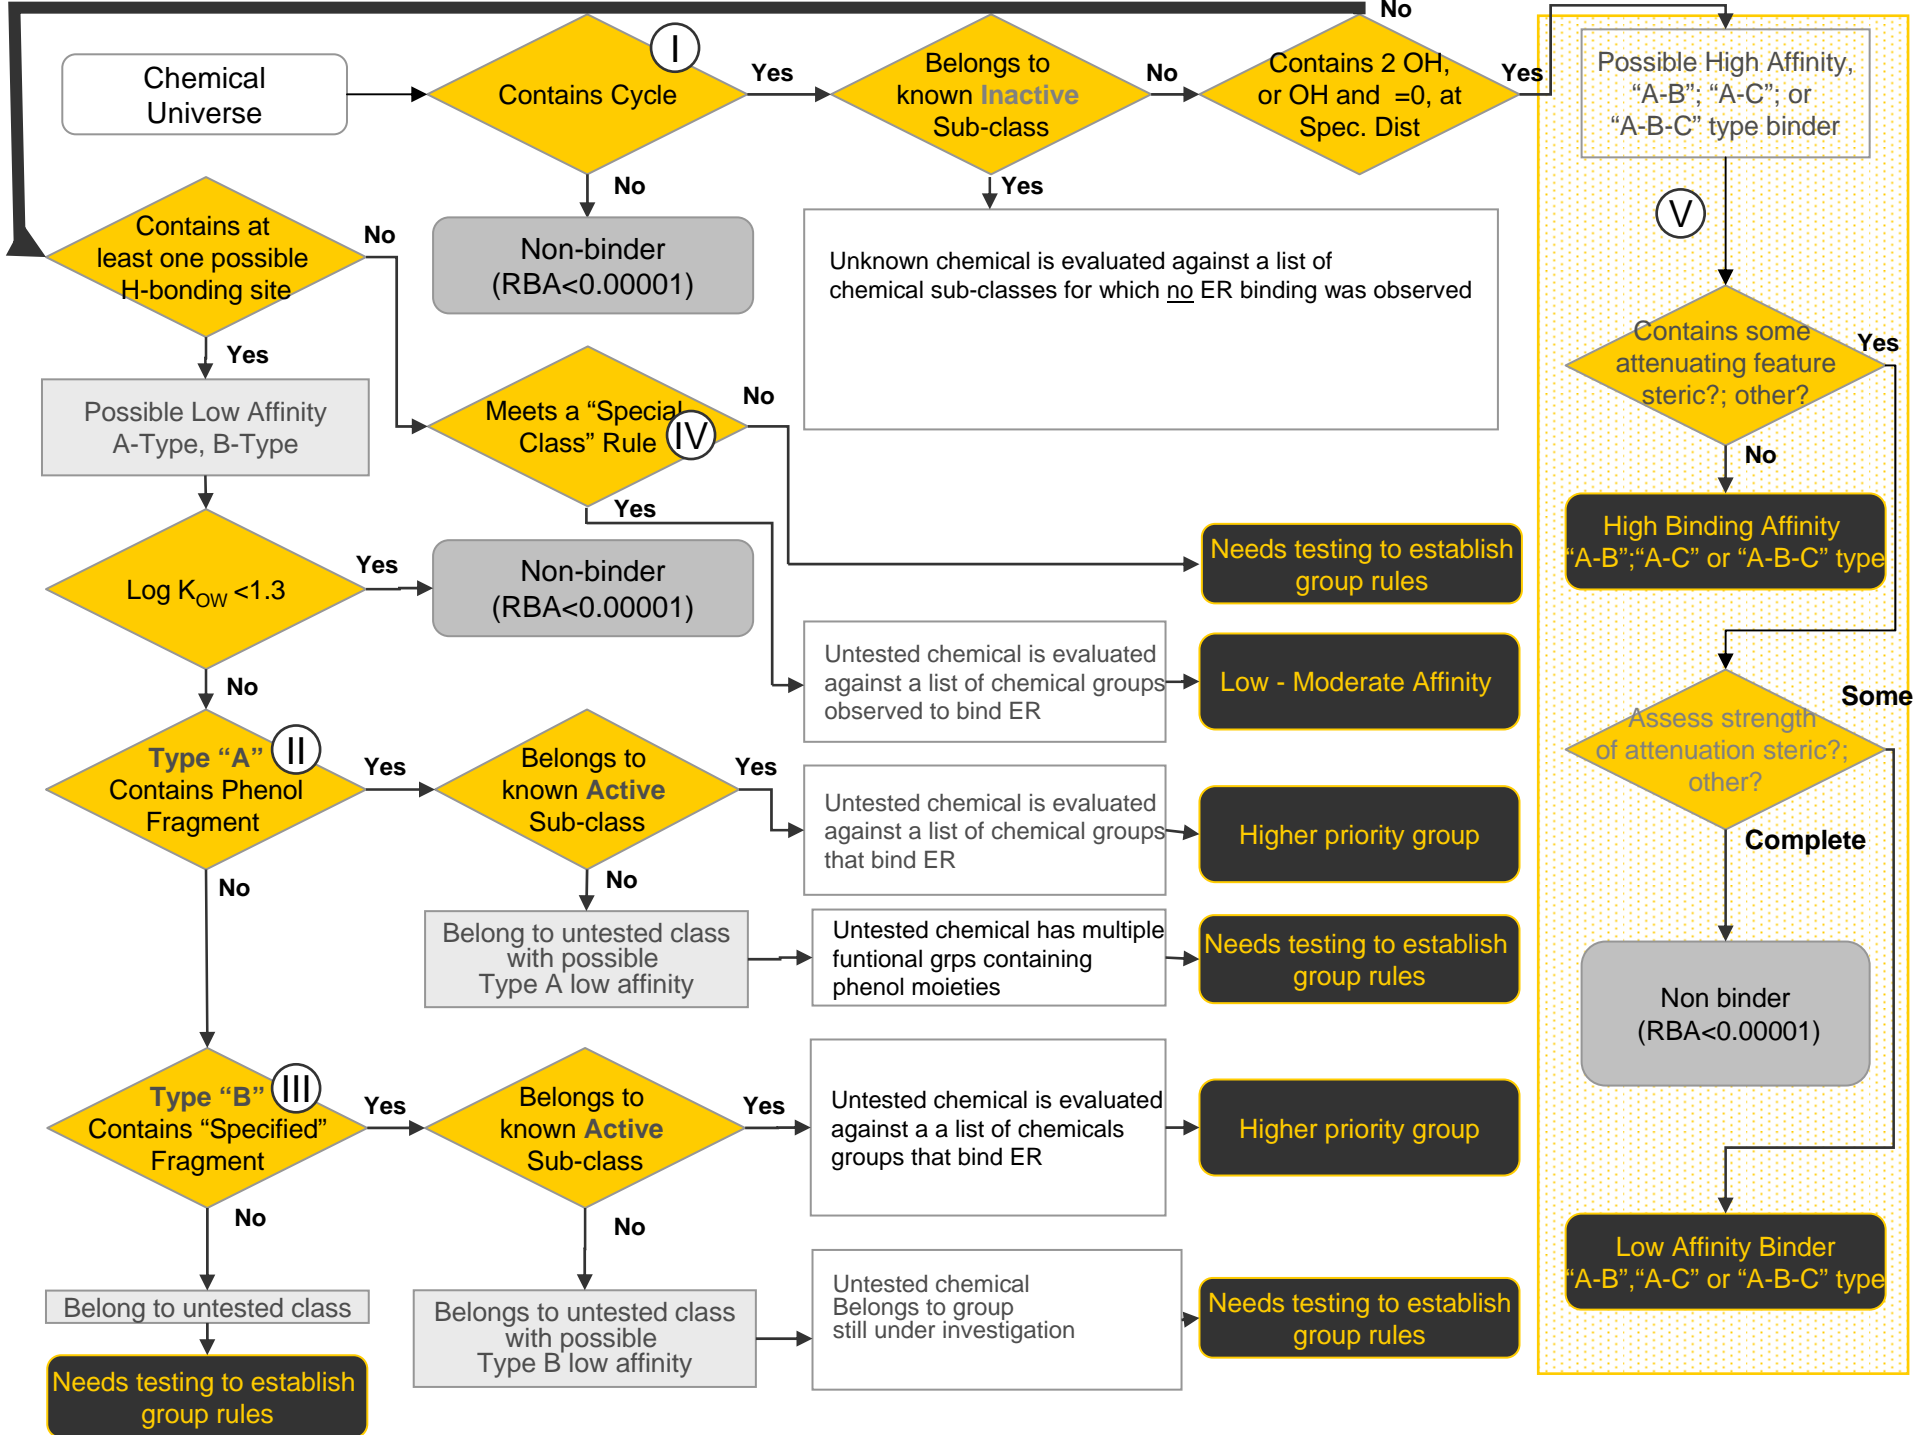 No
Chemical
Universe
I
Contains Cycle
Yes
Belongs to
known Inactive
Sub-class
No
Contains 2 OH,
or OH and =0, at
Spec. Dist
Yes
Possible High Affinity,
“A-B”; “A-C”; or
“A-B-C” type binder
No
Yes
Contains at
least one possible
H-bonding site
No
Non-binder
(RBA<0.00001)
Unknown chemical is evaluated against a list of
chemical sub-classes for which no ER binding was observed
V
Yes
Contains some
attenuating feature
steric?; other?
Yes
Possible Low Affinity
A-Type, B-Type
Meets a “Special
Class” Rule
IV
No
Yes
No
High Binding Affinity
“A-B”;“A-C” or “A-B-C” type
Log KOW <1.3
Yes
Non-binder
(RBA<0.00001)
Needs testing to establish
group rules
No
Untested chemical is evaluated
against a list of chemical groups
observed to bind ER
Low - Moderate Affinity
Some
Assess strength
of attenuation steric?;
other?
Complete
Type “A”
Contains Phenol
Fragment
II
Yes
Belongs to
known Active
Sub-class
Yes
Untested chemical is evaluated
against a list of chemical groups
that bind ER
Higher priority group
No
No
Belong to untested class
with possible
Type A low affinity
Untested chemical has multiple
funtional grps containing
phenol moieties
Needs testing to establish
group rules
Non binder
(RBA<0.00001)
Type “B”
Contains “Specified”
Fragment
III
Yes
Belongs to
known Active
Sub-class
Yes
Untested chemical is evaluated
against a a list of chemicals
groups that bind ER
Higher priority group
No
No
Low Affinity Binder
“A-B”,“A-C” or “A-B-C” type
Belong to untested class
Belongs to untested class
with possible
Type B low affinity
Untested chemical
Belongs to group
still under investigation
Needs testing to establish
group rules
Needs testing to establish
group rules